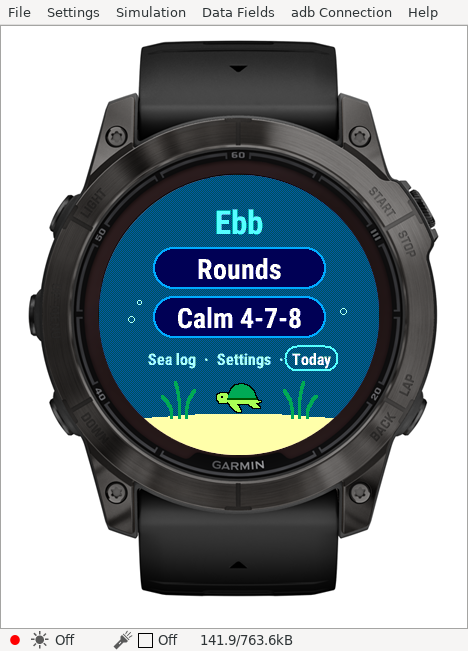 File Settings Simulation Data Fields adb Connection Help
60
LIGHT
START
STOP
50
Ebb
Rounds
Calm 4-7-8
Sea log · Settings · Today
40
20
DOWN
LAP
BACK
GARMIN
Off Off 141.9/763.6kB